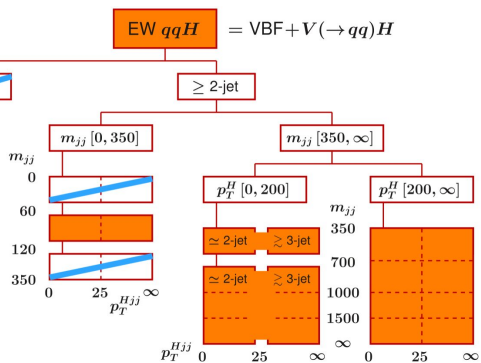 EW qqH = VBF+V(→qq)H
≥ 2-jet
m_jj [0, 350]
m_jj [350, ∞]
m_jj
0
60
120
350
0 25 ∞
p_T^Hjj
p_T^H [0, 200]
p_T^H [200, ∞]
m_jj
350
700
1000
1500
≃ 2-jet ≳ 3-jet
≃ 2-jet ≳ 3-jet
p_T^Hjj 0 25 ∞ 0 25 ∞